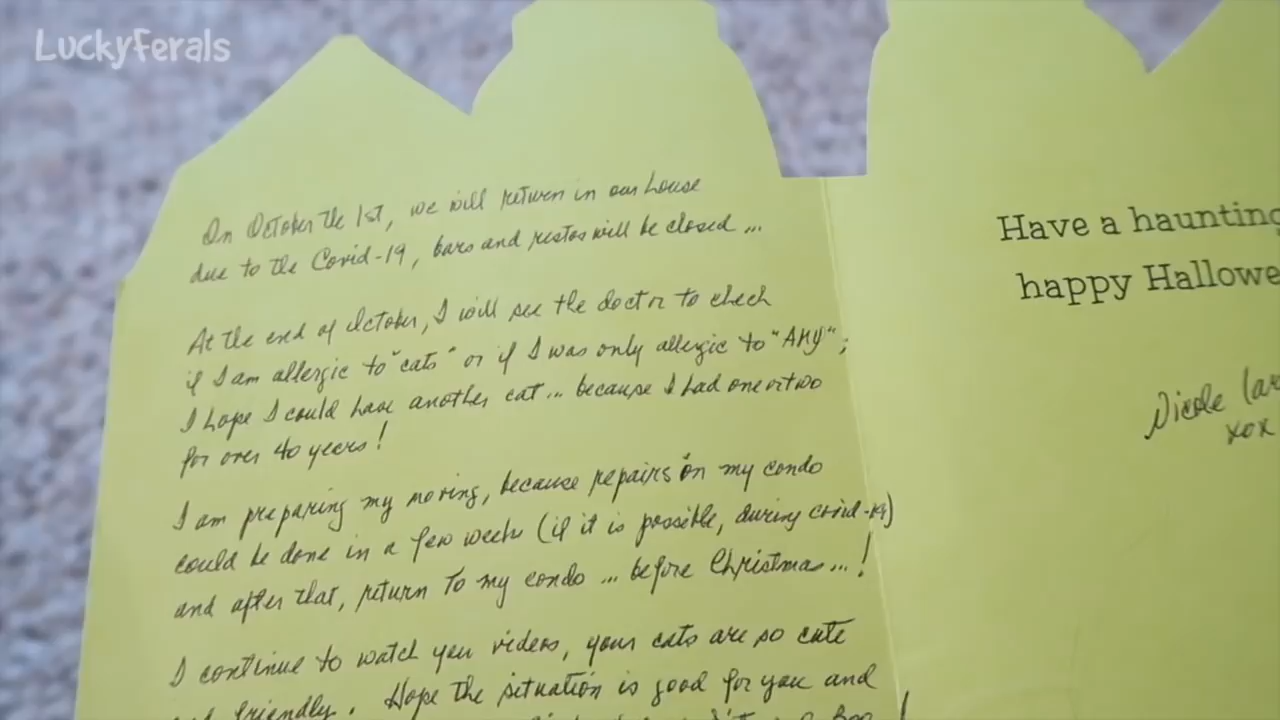 LuckyFerals
On October the 1st, we will return in our house
due to the Covid-19, bars and restos will be closed ...
At the end of October, I will see the doctor to check
if I am allergic to "cats" or if I was only allergic to "AMY";
I hope I could have another cat... because I had one or two
for over 40 years!
I am preparing my moving, because repairs on my condo
could be done in a few weeks (if it is possible, during covid-19)
and after that, return to my condo ... before Christmas...!
I continue to watch your videos, your cats are so cute
friendly. Hope the situation is good for you and
Have a haunting
happy Hallowe
Nicole
xox